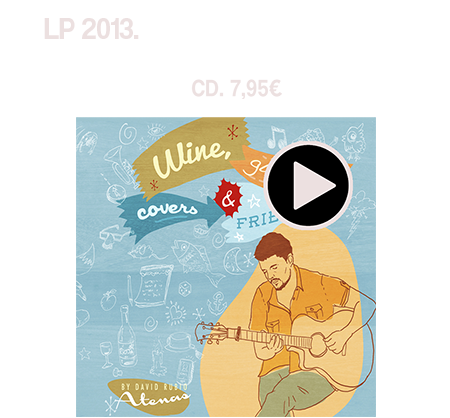 LP 2013.
CD. 7,95€
Wine,
covers
&
BY DAVID RUBIO
Atenas